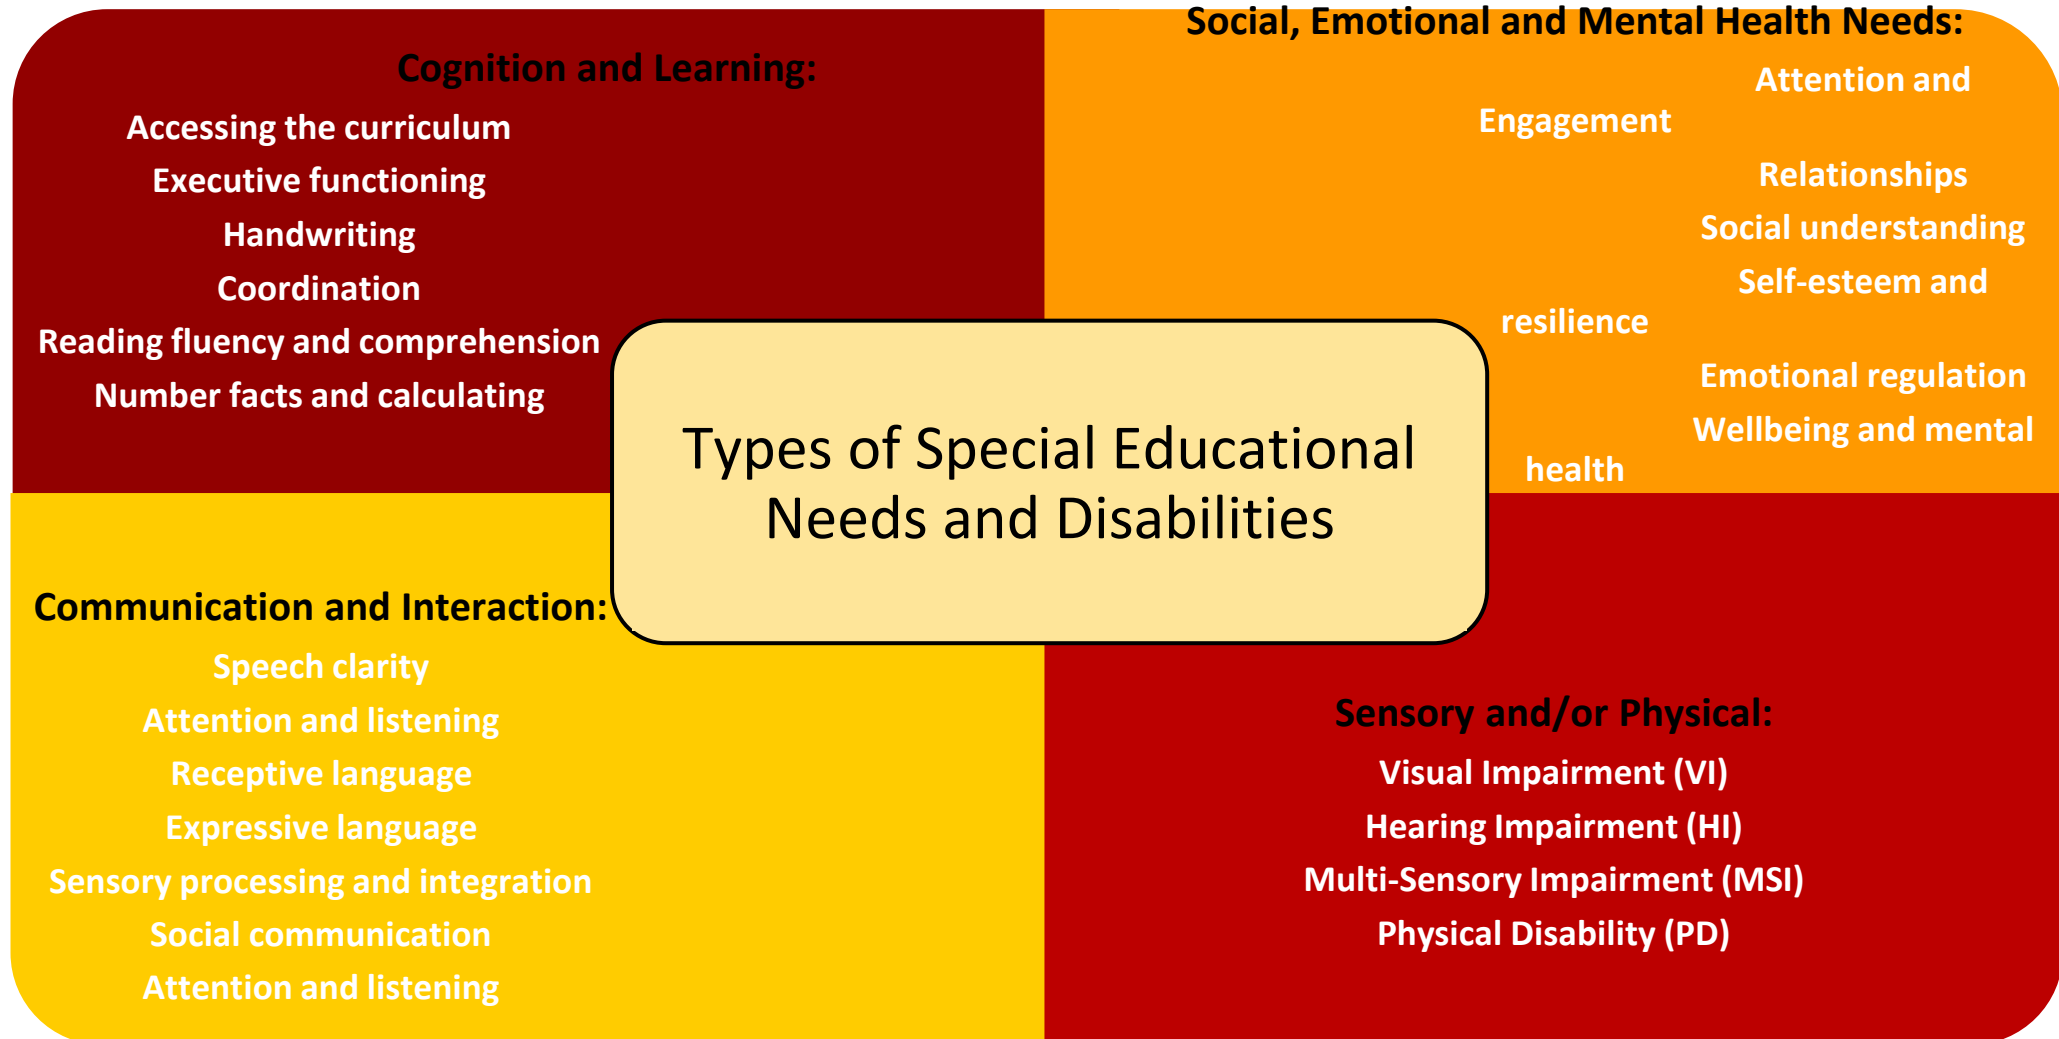 Cognition and Learning:
Accessing the curriculum
Executive functioning
Handwriting
Coordination
Reading fluency and comprehension
Number facts and calculating
Social, Emotional and Mental Health Needs:
Attention and
Engagement
Relationships
Social understanding
Self-esteem and
resilience
Emotional regulation
Wellbeing and mental
health
Types of Special Educational
Needs and Disabilities
Communication and Interaction:
Speech clarity
Attention and listening
Receptive language
Expressive language
Sensory processing and integration
Social communication
Attention and listening
Sensory and/or Physical:
Visual Impairment (VI)
Hearing Impairment (HI)
Multi-Sensory Impairment (MSI)
Physical Disability (PD)